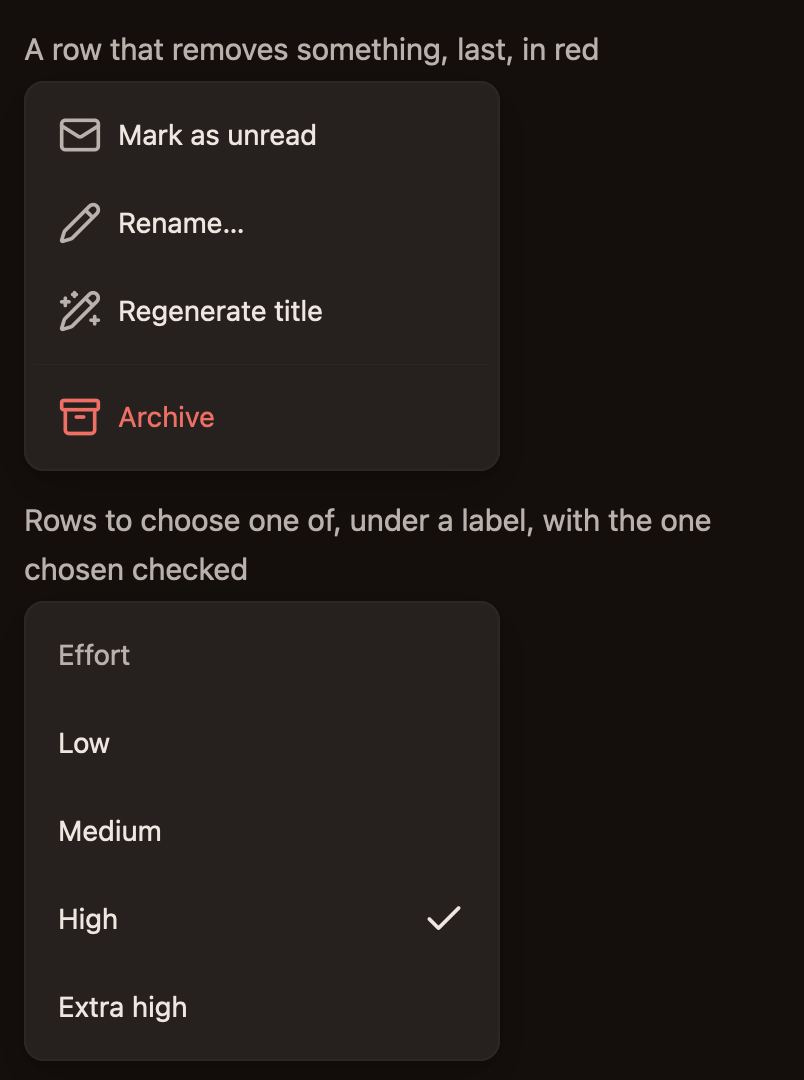 A row that removes something, last, in red
Mark as unread
Rename...
Regenerate title
Archive
Rows to choose one of, under a label, with the one
chosen checked
Effort
Low
Medium
High
Extra high